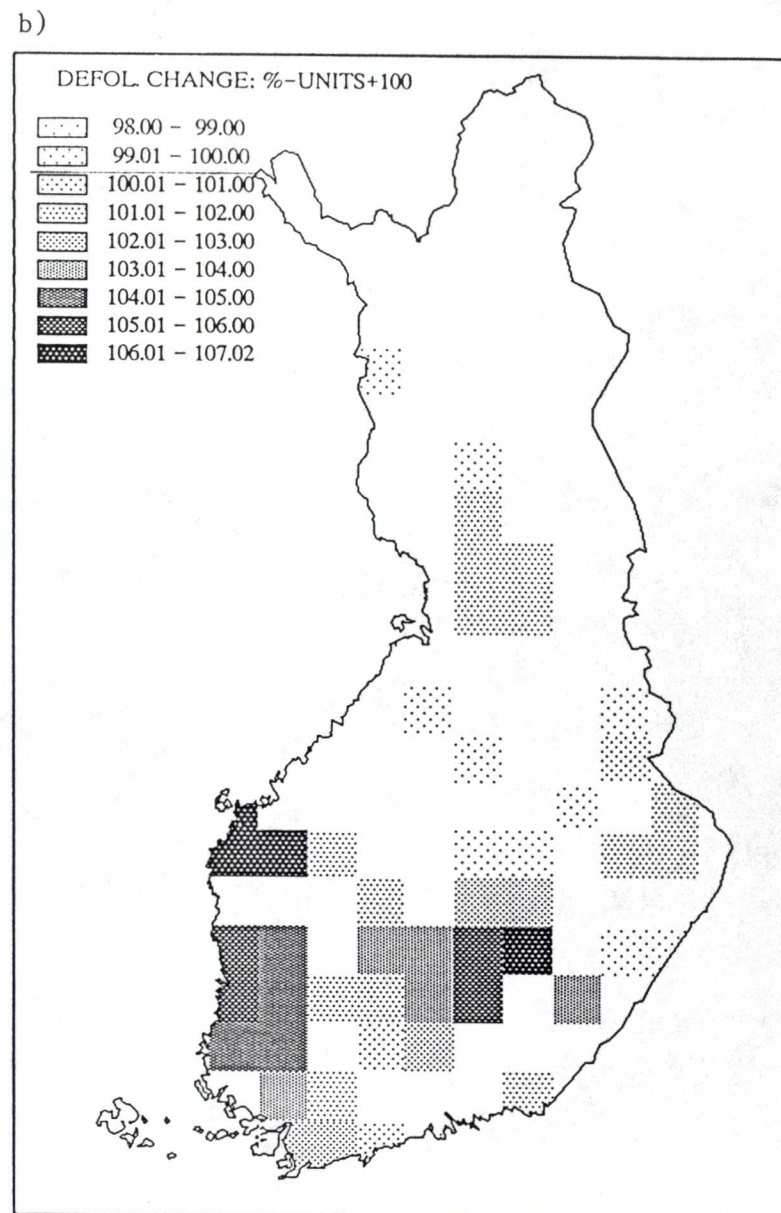 b)
DEFOL. CHANGE: %-UNITS+100
98.00 - 99.00
99.01 - 100.00
100.01 - 101.00
101.01 - 102.00
102.01 - 103.00
103.01 - 104.00
104.01 - 105.00
105.01 - 106.00
106.01 - 107.02